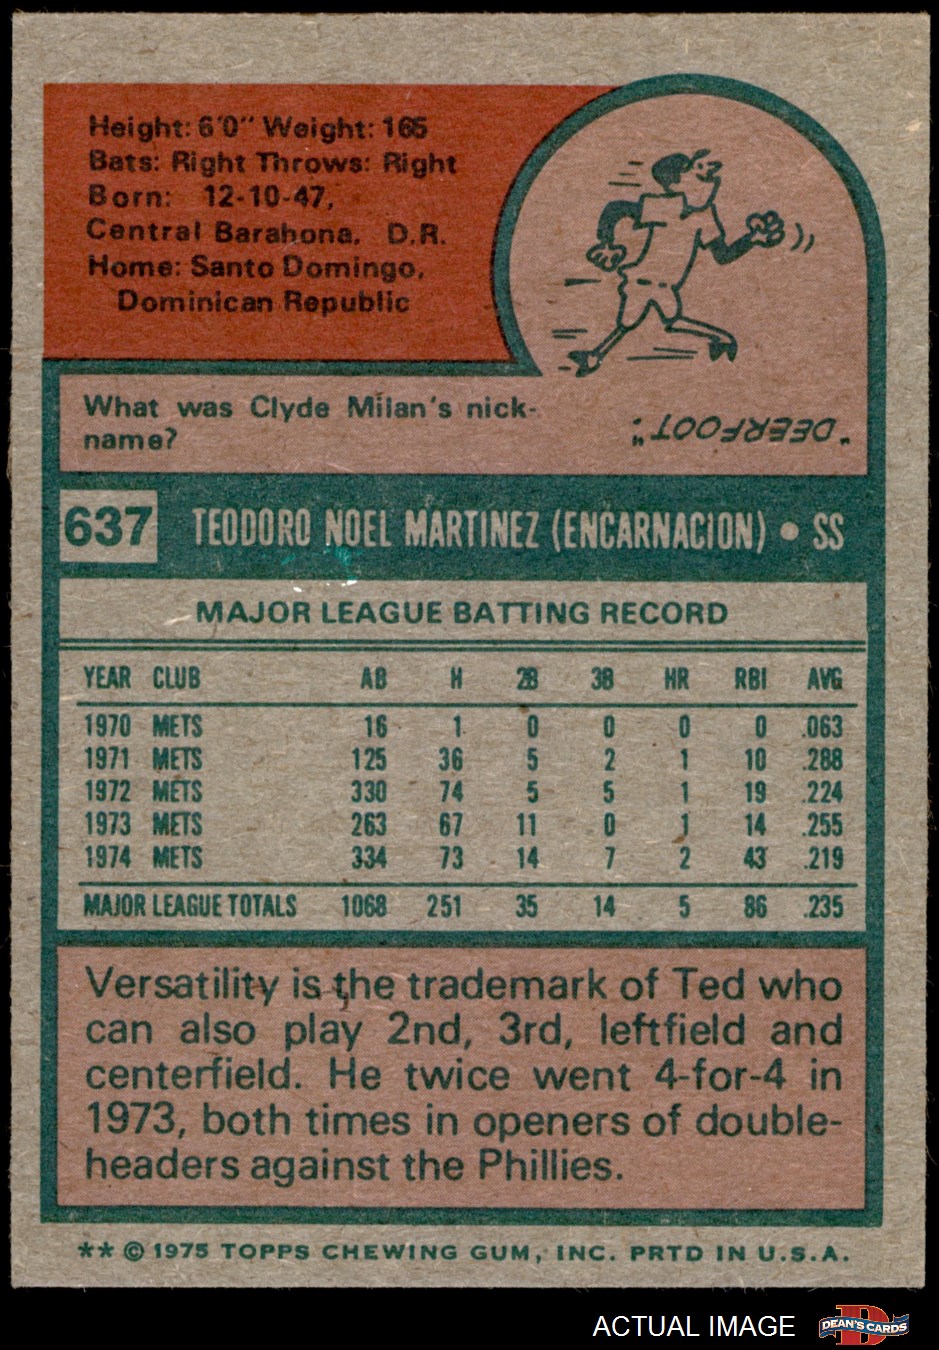 Height: 6'0" Weight: 165
Bats: Right Throws: Right
Born: 12-10-47,
Central Barahona, D.R.
Home: Santo Domingo,
Dominican Republic
What was Clyde Milan's nick-
name?
"DEERFOOT".
637 TEODORO NOEL MARTINEZ (ENCARNACION) • SS
MAJOR LEAGUE BATTING RECORD
YEAR CLUB AB H 2B 3B HR RBI AVG
1970 METS 16 1 0 0 0 0 .063
1971 METS 125 36 5 2 1 10 .288
1972 METS 330 74 5 5 1 19 .224
1973 METS 263 67 11 0 1 14 .255
1974 METS 334 73 14 7 2 43 .219
MAJOR LEAGUE TOTALS 1068 251 35 14 5 86 .235
Versatility is the trademark of Ted who
can also play 2nd, 3rd, leftfield and
centerfield. He twice went 4-for-4 in
1973, both times in openers of double-
headers against the Phillies.
** © 1975 TOPPS CHEWING GUM, INC. PRTD IN U.S.A.
ACTUAL IMAGE
D
DEAN'S CARDS